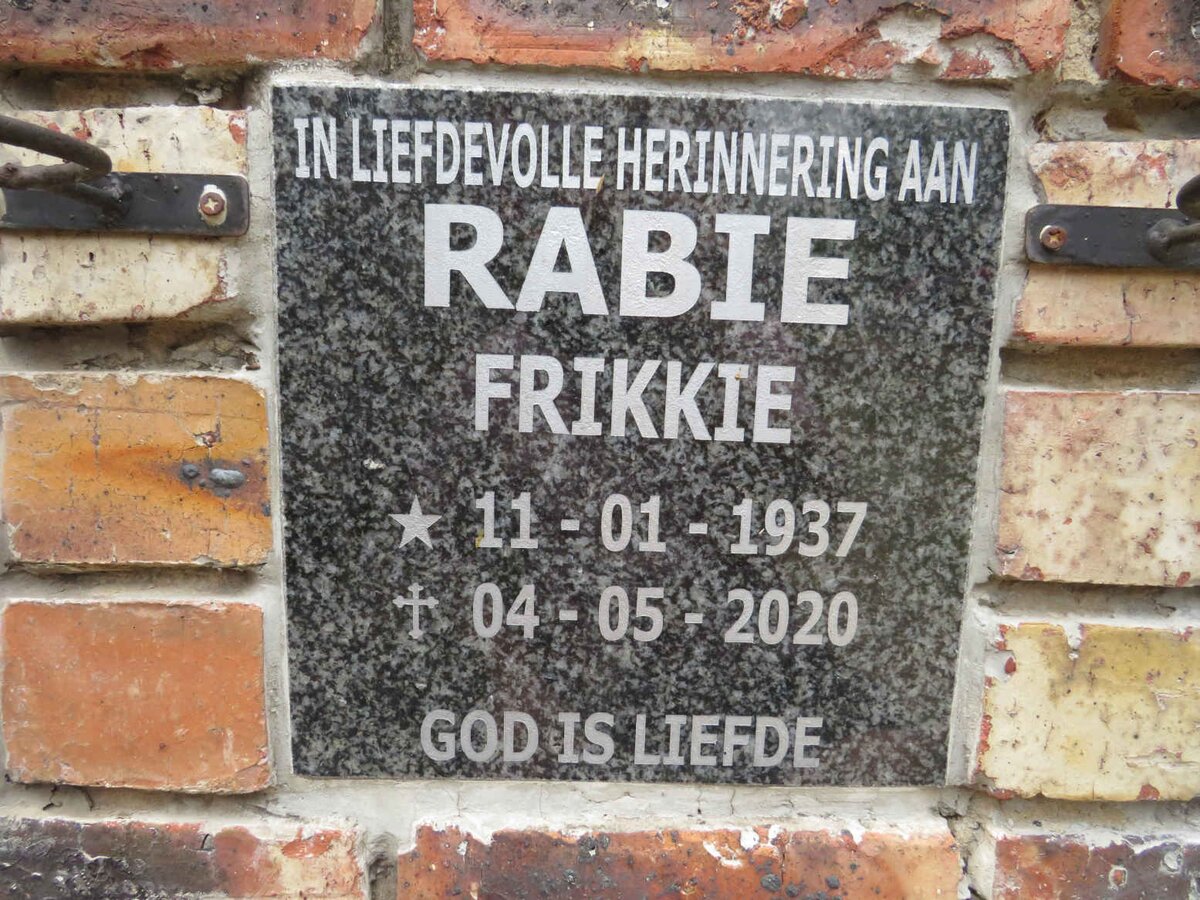 IN LIEFDEVOLLE HERINNERING AAN
RABIE
FRIKKIE
★ 11 - 01 - 1937
✝ 04 - 05 - 2020
GOD IS LIEFDE